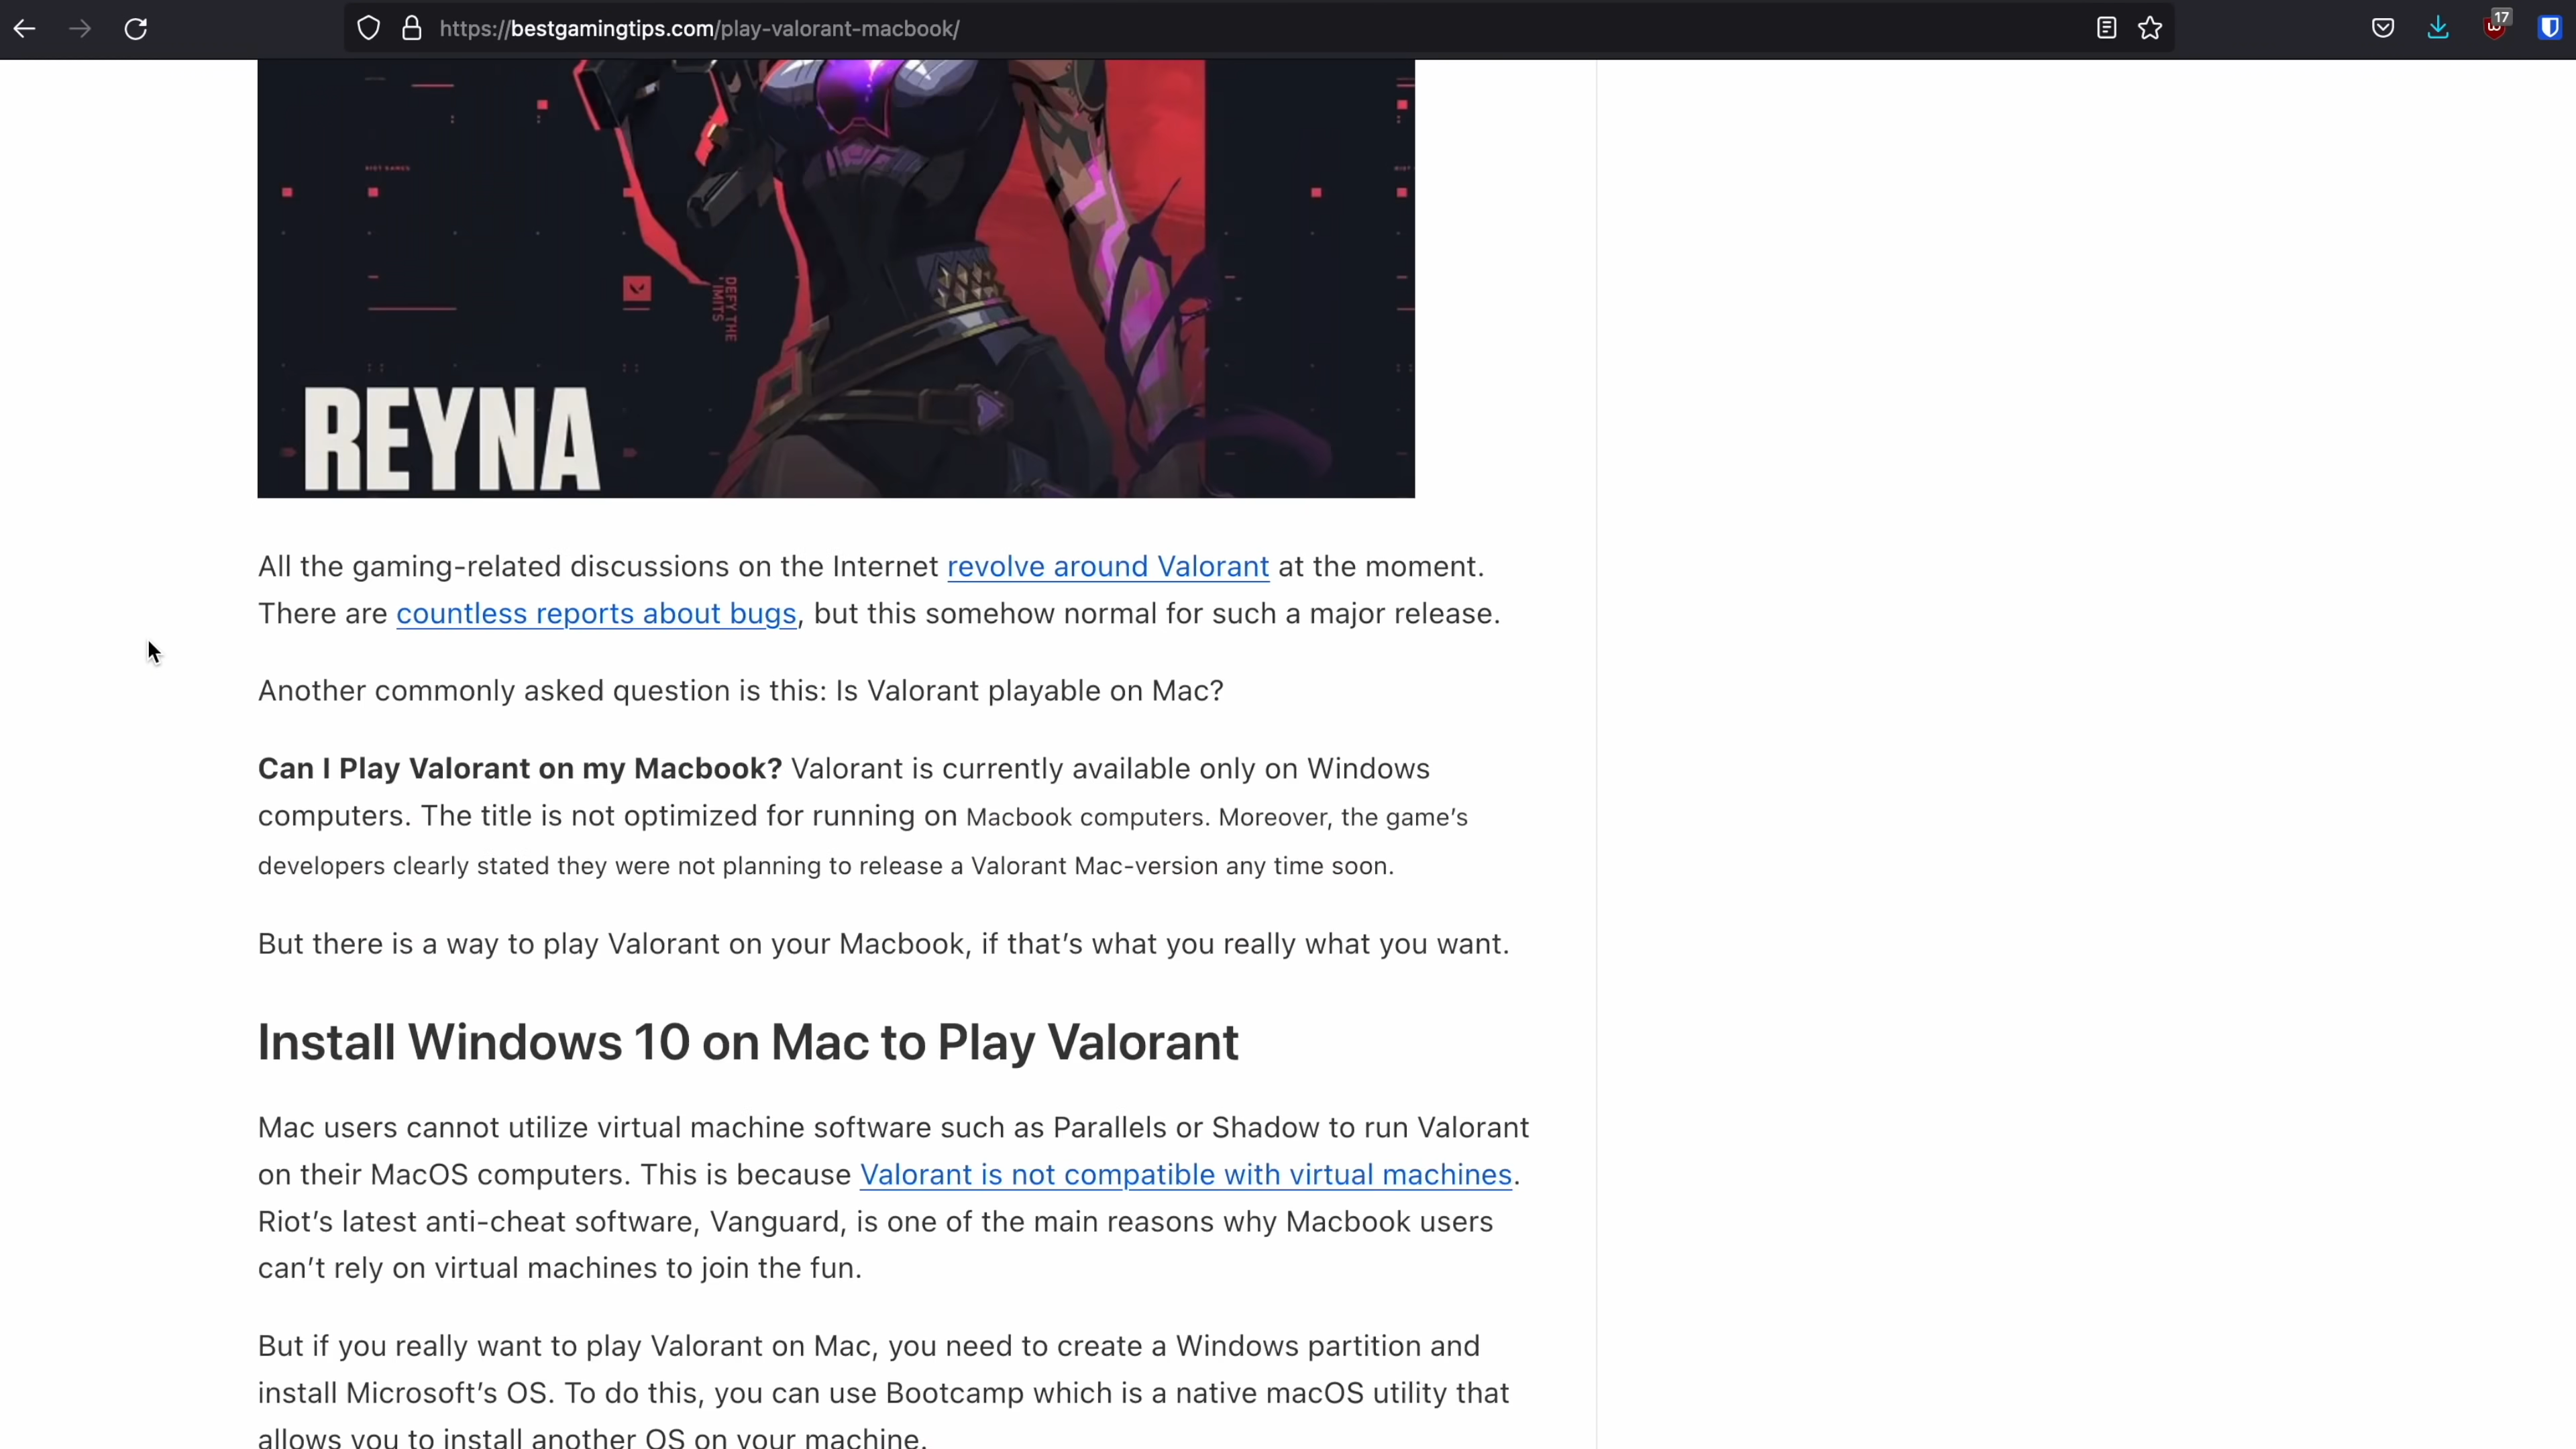 https://bestgamingtips.com/play-valorant-macbook/
17
RIOT GAMES
DEFY THE
REYNA
All the gaming-related discussions on the Internet revolve around Valorant at the moment.
There are countless reports about bugs, but this somehow normal for such a major release.
Another commonly asked question is this: Is Valorant playable on Mac?
Can I Play Valorant on my Macbook? Valorant is currently available only on Windows
computers. The title is not optimized for running on Macbook computers. Moreover, the game's
developers clearly stated they were not planning to release a Valorant Mac-version any time soon.
But there is a way to play Valorant on your Macbook, if that's what you really what you want.
Install Windows 10 on Mac to Play Valorant
Mac users cannot utilize virtual machine software such as Parallels or Shadow to run Valorant
on their MacOS computers. This is because Valorant is not compatible with virtual machines.
Riot's latest anti-cheat software, Vanguard, is one of the main reasons why Macbook users
can't rely on virtual machines to join the fun.
But if you really want to play Valorant on Mac, you need to create a Windows partition and
install Microsoft's OS. To do this, you can use Bootcamp which is a native macOS utility that
allows you to install another OS on your machine.